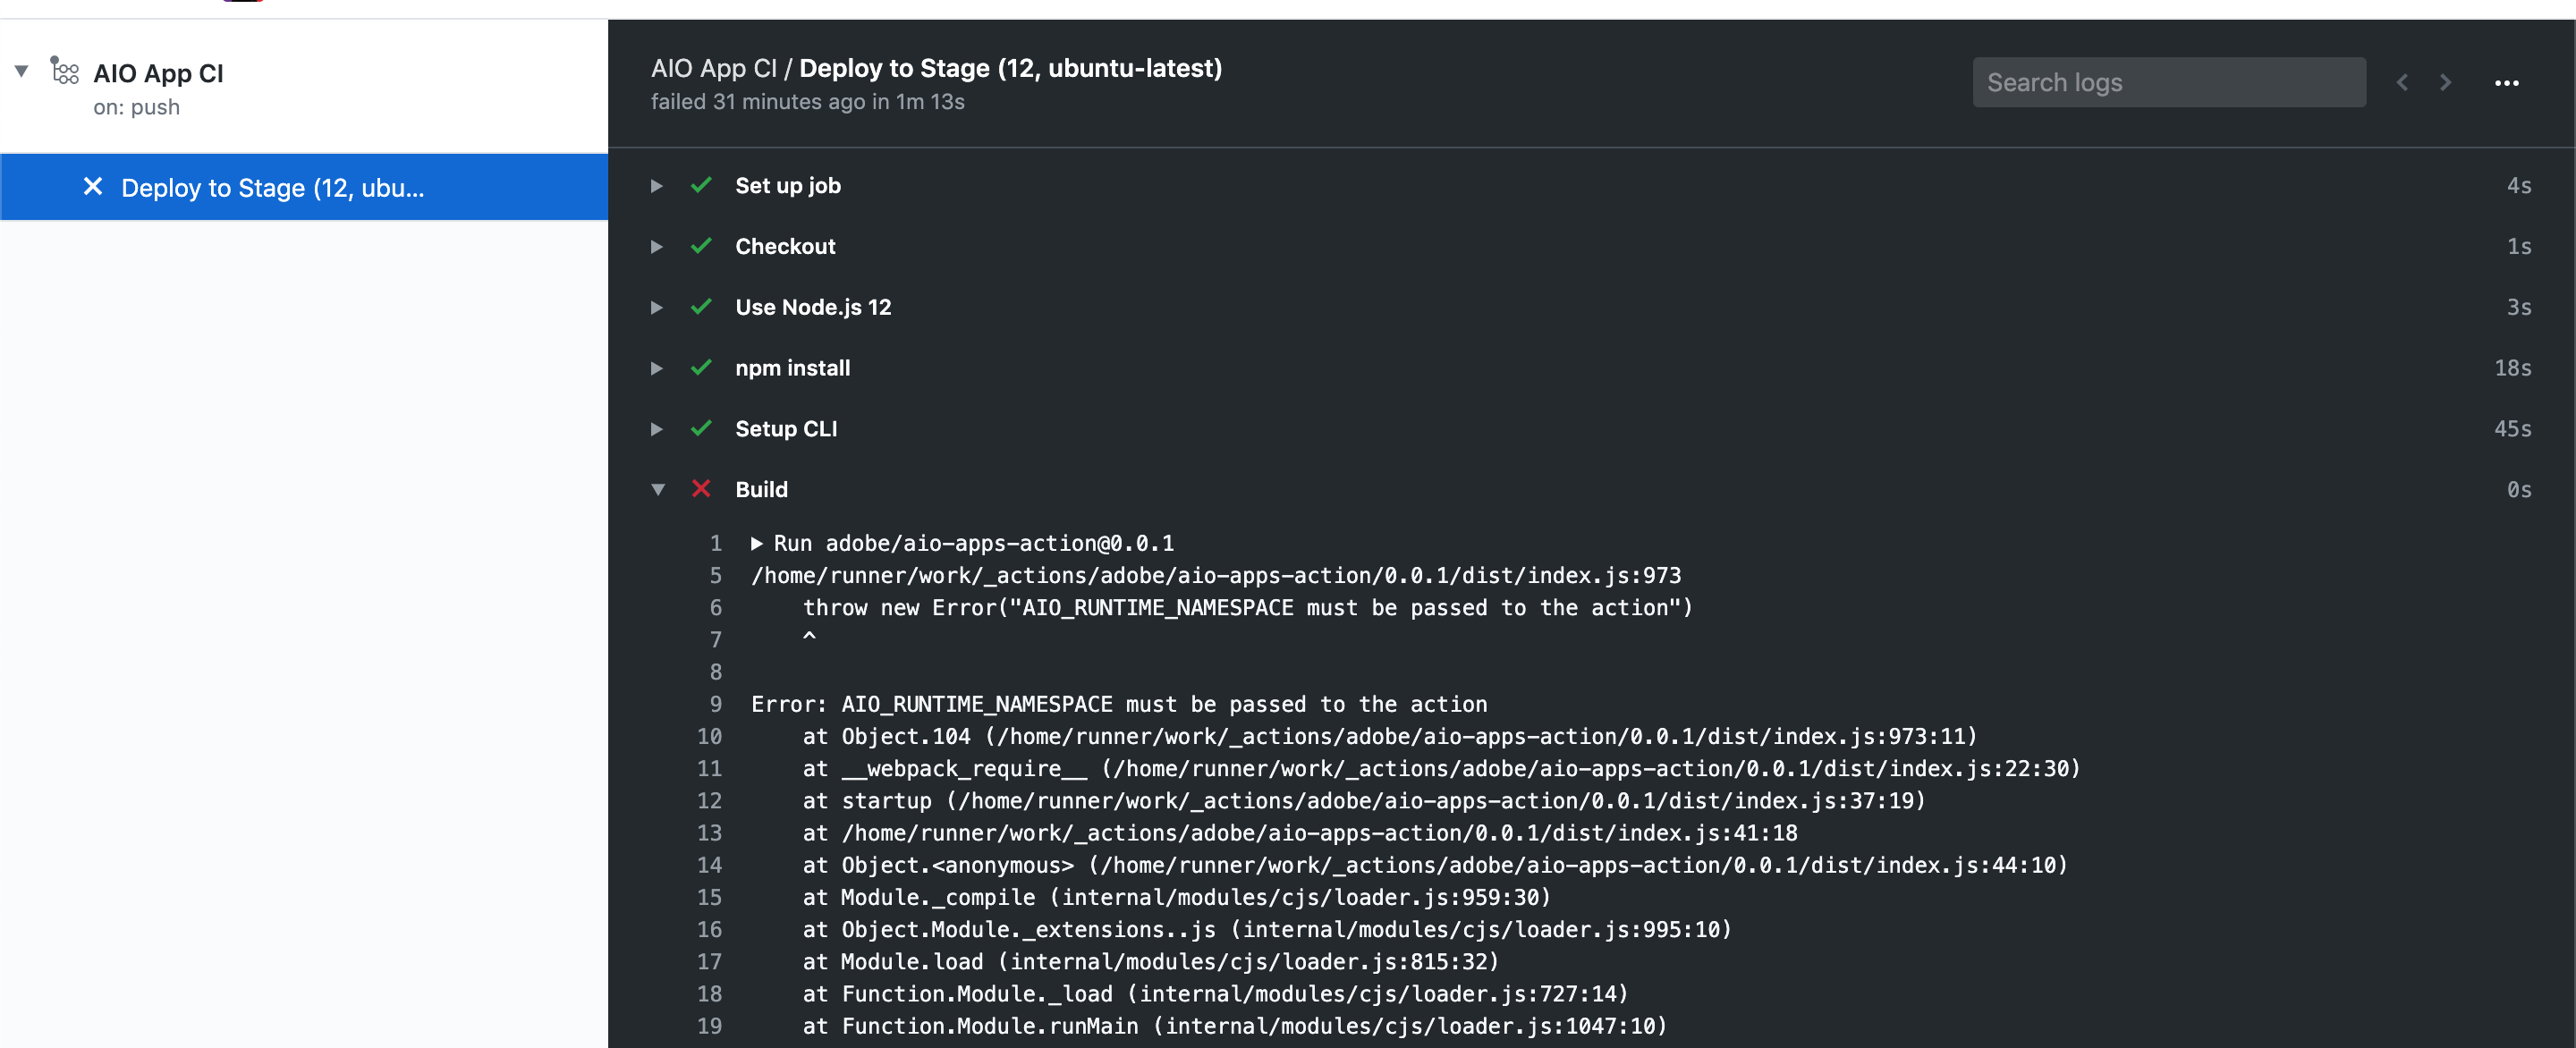 AIO App CI
on: push
Deploy to Stage (12, ubu...
AIO App CI / Deploy to Stage (12, ubuntu-latest)
failed 31 minutes ago in 1m 13s
Search logs
Set up job 4s
Checkout 1s
Use Node.js 12 3s
npm install 18s
Setup CLI 45s
Build 0s
1 Run adobe/aio-apps-action@0.0.1
5 /home/runner/work/_actions/adobe/aio-apps-action/0.0.1/dist/index.js:973
6 throw new Error("AIO_RUNTIME_NAMESPACE must be passed to the action")
7 ^
8
9 Error: AIO_RUNTIME_NAMESPACE must be passed to the action
10 at Object.104 (/home/runner/work/_actions/adobe/aio-apps-action/0.0.1/dist/index.js:973:11)
11 at __webpack_require__ (/home/runner/work/_actions/adobe/aio-apps-action/0.0.1/dist/index.js:22:30)
12 at startup (/home/runner/work/_actions/adobe/aio-apps-action/0.0.1/dist/index.js:37:19)
13 at /home/runner/work/_actions/adobe/aio-apps-action/0.0.1/dist/index.js:41:18
14 at Object.<anonymous> (/home/runner/work/_actions/adobe/aio-apps-action/0.0.1/dist/index.js:44:10)
15 at Module._compile (internal/modules/cjs/loader.js:959:30)
16 at Object.Module._extensions..js (internal/modules/cjs/loader.js:995:10)
17 at Module.load (internal/modules/cjs/loader.js:815:32)
18 at Function.Module._load (internal/modules/cjs/loader.js:727:14)
19 at Function.Module.runMain (internal/modules/cjs/loader.js:1047:10)